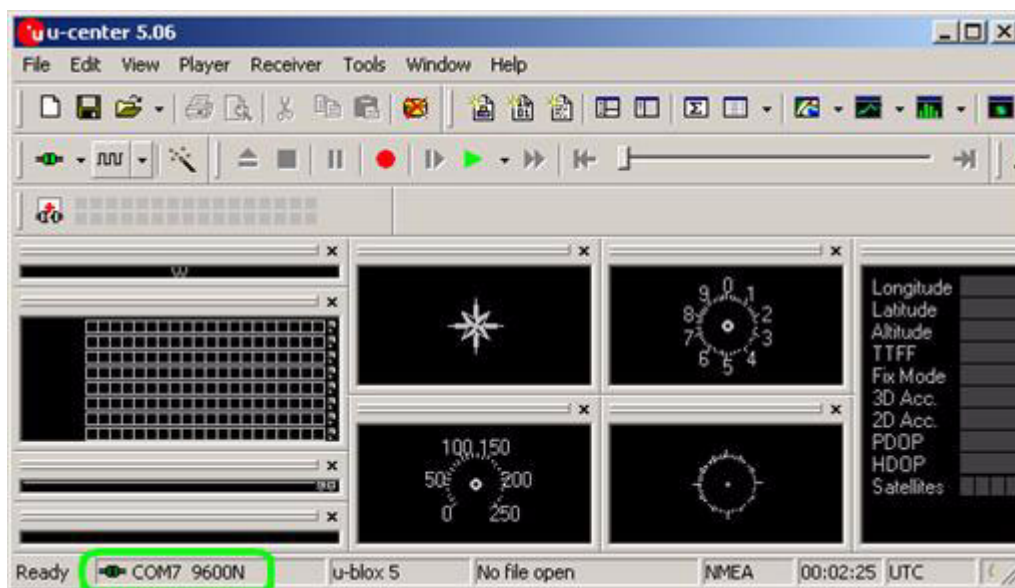 u-center 5.06
File Edit View Player Receiver Tools Window Help
Longitude
Latitude
Altitude
TTFF
Fix Mode
3D Acc.
2D Acc.
PDOP
HDOP
Satellites
0 1 2 3 4 5 6 7 8 9
0 50 100 150 200 250
Ready COM7 9600N u-blox 5 No file open NMEA 00:02:25 UTC